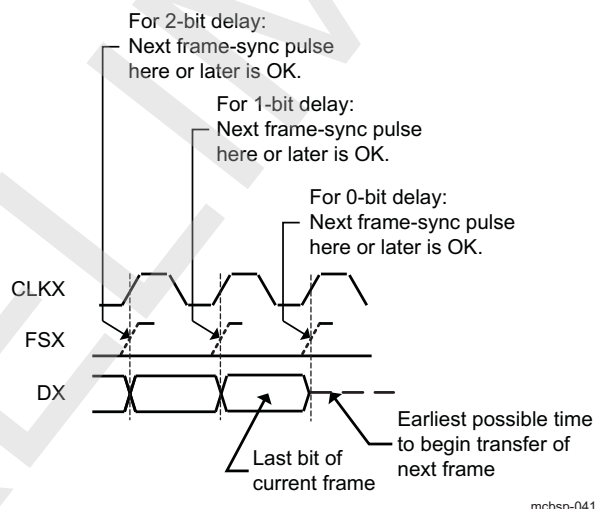 For 2-bit delay:
Next frame-sync pulse
here or later is OK.
For 1-bit delay:
Next frame-sync pulse
here or later is OK.
For 0-bit delay:
Next frame-sync pulse
here or later is OK.
CLKX
FSX
DX
Last bit of
current frame
Earliest possible time
to begin transfer of
next frame
mcbsp-041